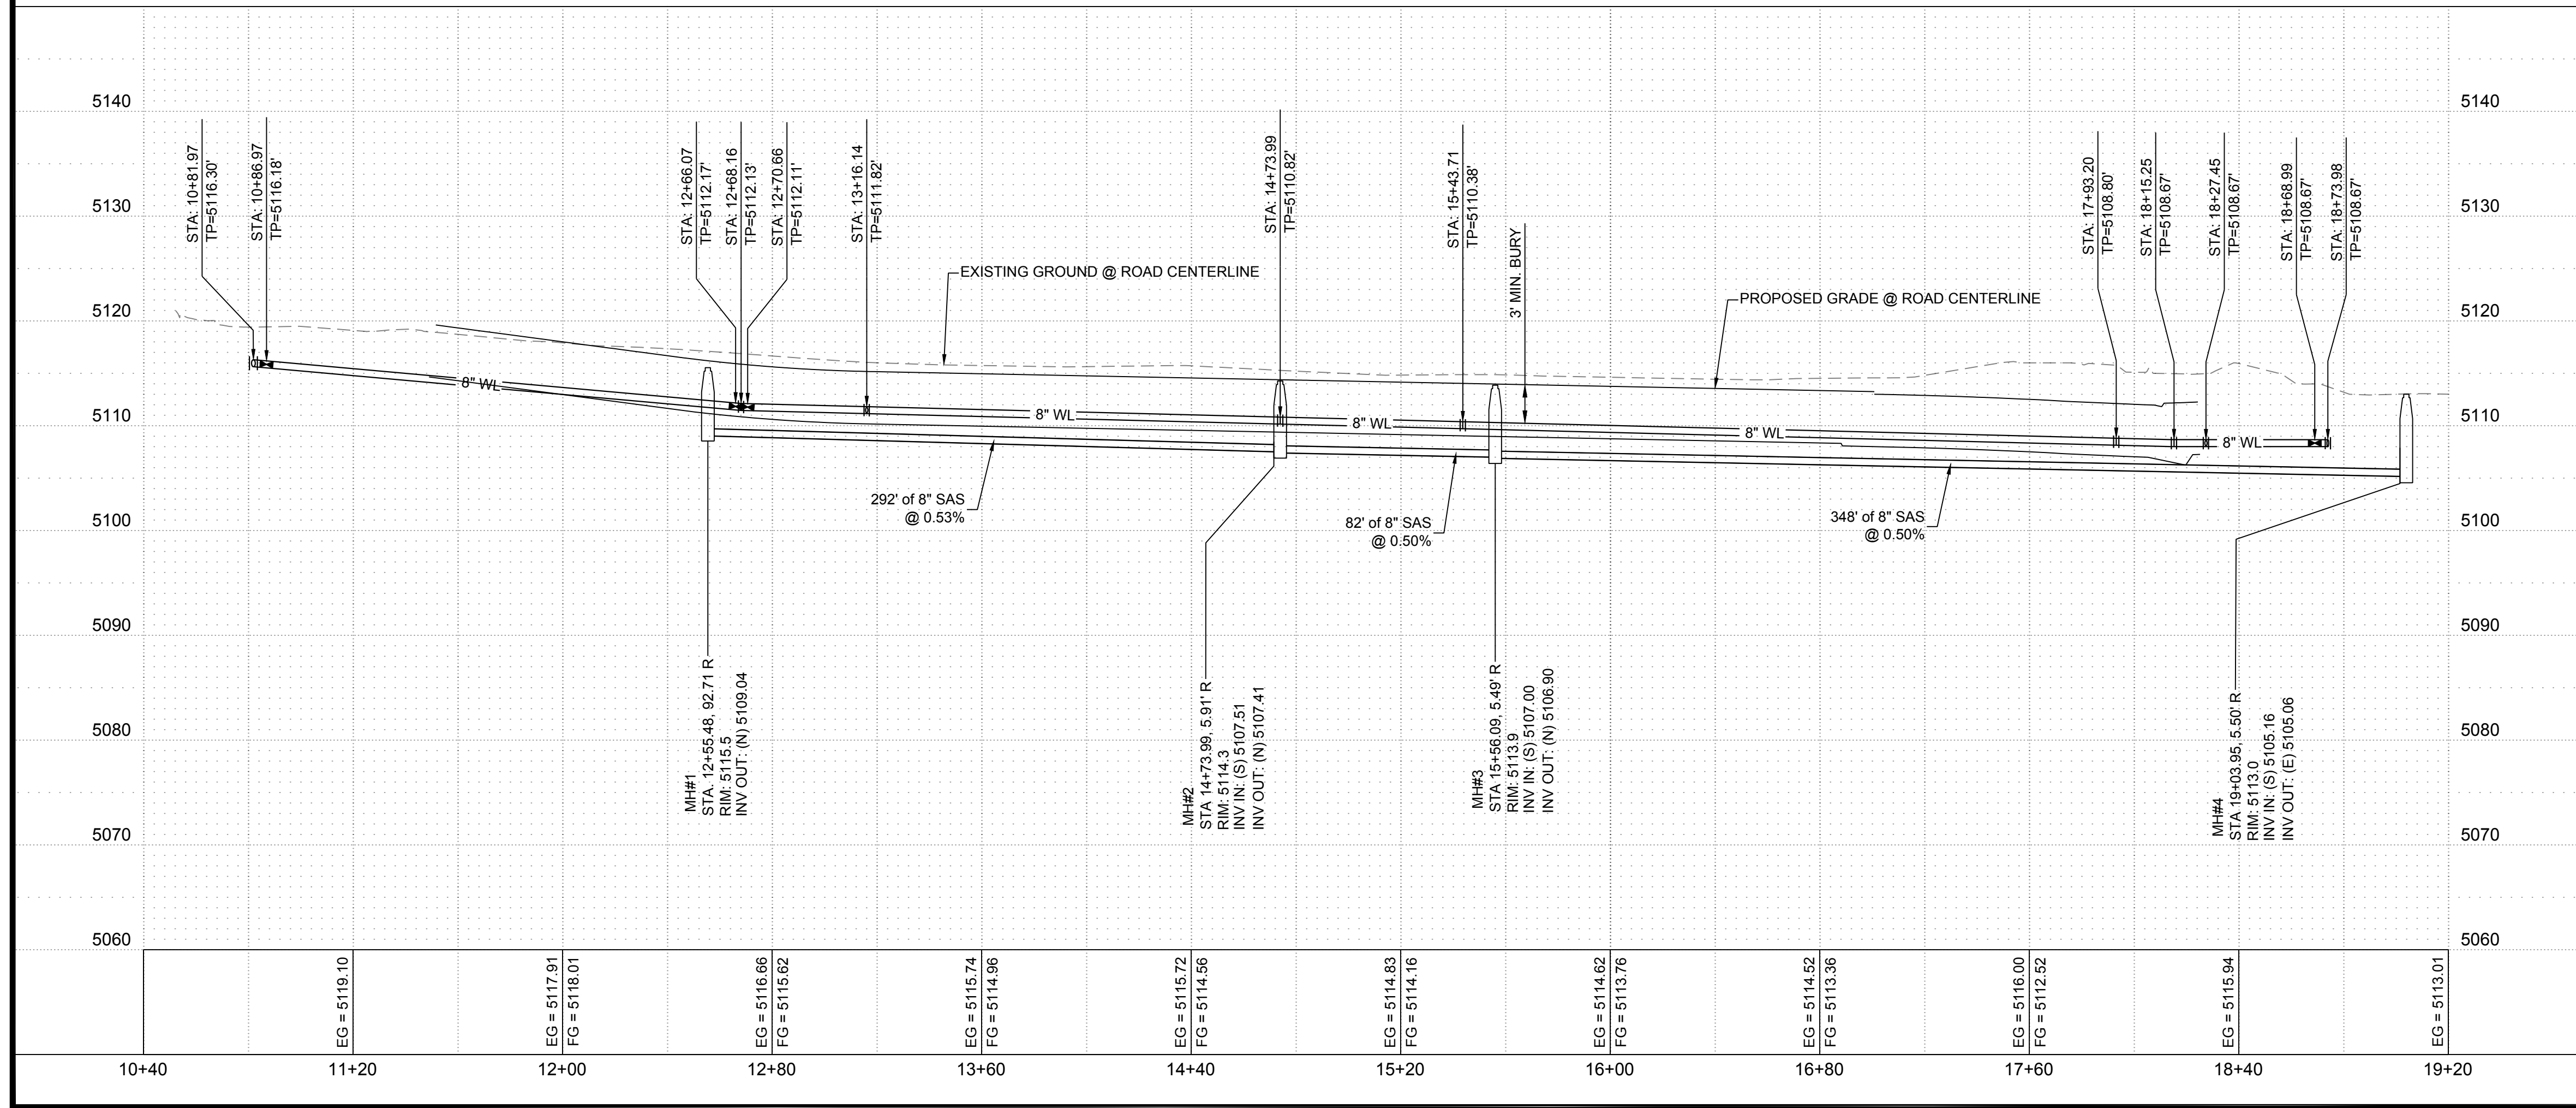 5140
5130
5120
5110
5100
5090
5080
5070
5060
STA: 10+81.97
TP=5116.30'
STA: 10+86.97
TP=5116.18'
STA: 12+66.07
TP=5112.17'
STA: 12+68.16
TP=5112.13'
STA: 12+70.66
TP=5112.11'
STA: 13+16.14
TP=5111.82'
STA: 14+73.99
TP=5110.82'
STA: 15+43.71
TP=5110.38'
3' MIN. BURY
STA: 17+93.20
TP=5108.80'
STA: 18+15.25
TP=5108.67'
STA: 18+27.45
TP=5108.67'
STA: 18+68.99
TP=5108.67'
STA: 18+73.98
TP=5108.67'
5140
5130
5120
5110
5100
5090
5080
5070
5060
EXISTING GROUND @ ROAD CENTERLINE
PROPOSED GRADE @ ROAD CENTERLINE
8" WL
8" WL
8" WL
8" WL
8" WL
292' of 8" SAS
@ 0.53%
82' of 8" SAS
@ 0.50%
348' of 8" SAS
@ 0.50%
MH#1
STA. 12+55.48, 92.71 R
RIM: 5115.5
INV OUT: (N) 5109.04
MH#2
STA 14+73.99, 5.91' R
RIM: 5114.3
INV IN: (S) 5107.51
INV OUT: (N) 5107.41
MH#3
STA 15+56.09, 5.49' R
RIM: 5113.9
INV IN: (S) 5107.00
INV OUT: (N) 5106.90
MH#4
STA 19+03.95, 5.50' R
RIM: 5113.0
INV IN: (S) 5105.16
INV OUT: (E) 5105.06
EG = 5119.10
EG = 5117.91
FG = 5118.01
EG = 5116.66
FG = 5115.62
EG = 5115.74
FG = 5114.96
EG = 5115.72
FG = 5114.56
EG = 5114.83
FG = 5114.16
EG = 5114.62
FG = 5113.76
EG = 5114.52
FG = 5113.36
EG = 5116.00
FG = 5112.52
EG = 5115.94
EG = 5113.01
10+40
11+20
12+00
12+80
13+60
14+40
15+20
16+00
16+80
17+60
18+40
19+20